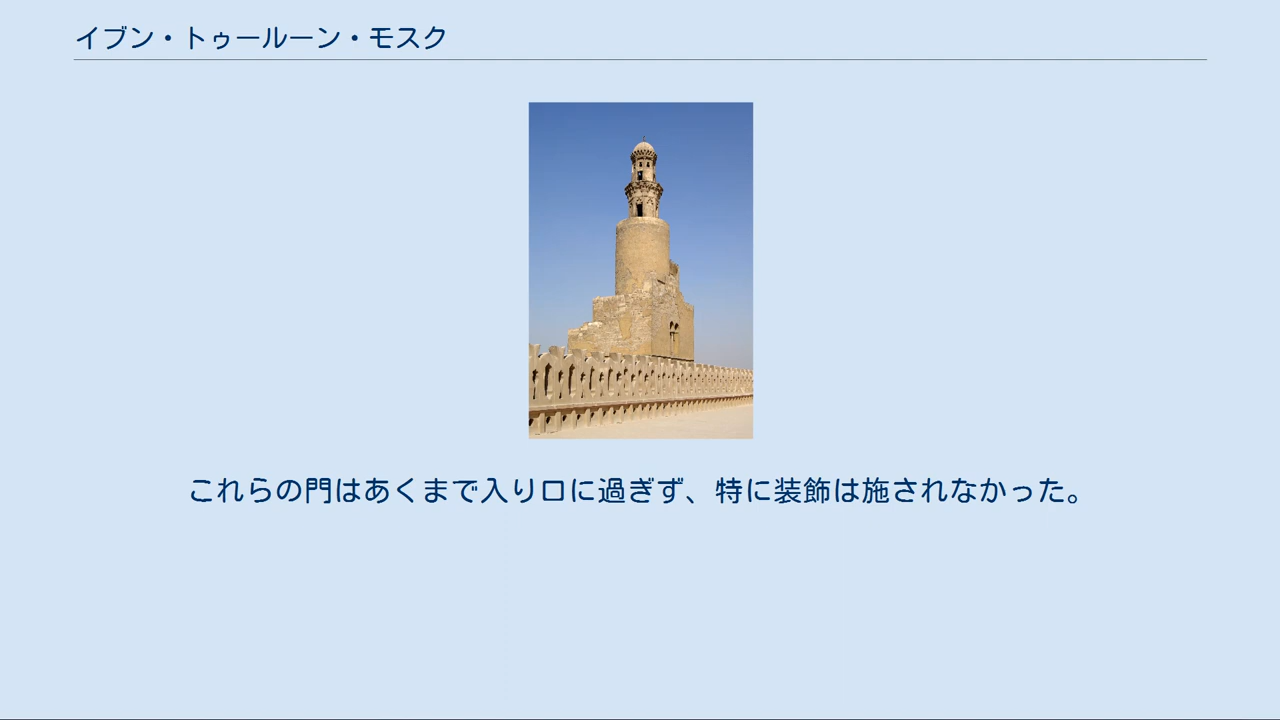 イブン・トゥールーン・モスク
これらの門はあくまで入り口に過ぎず、特に装飾は施されなかった。